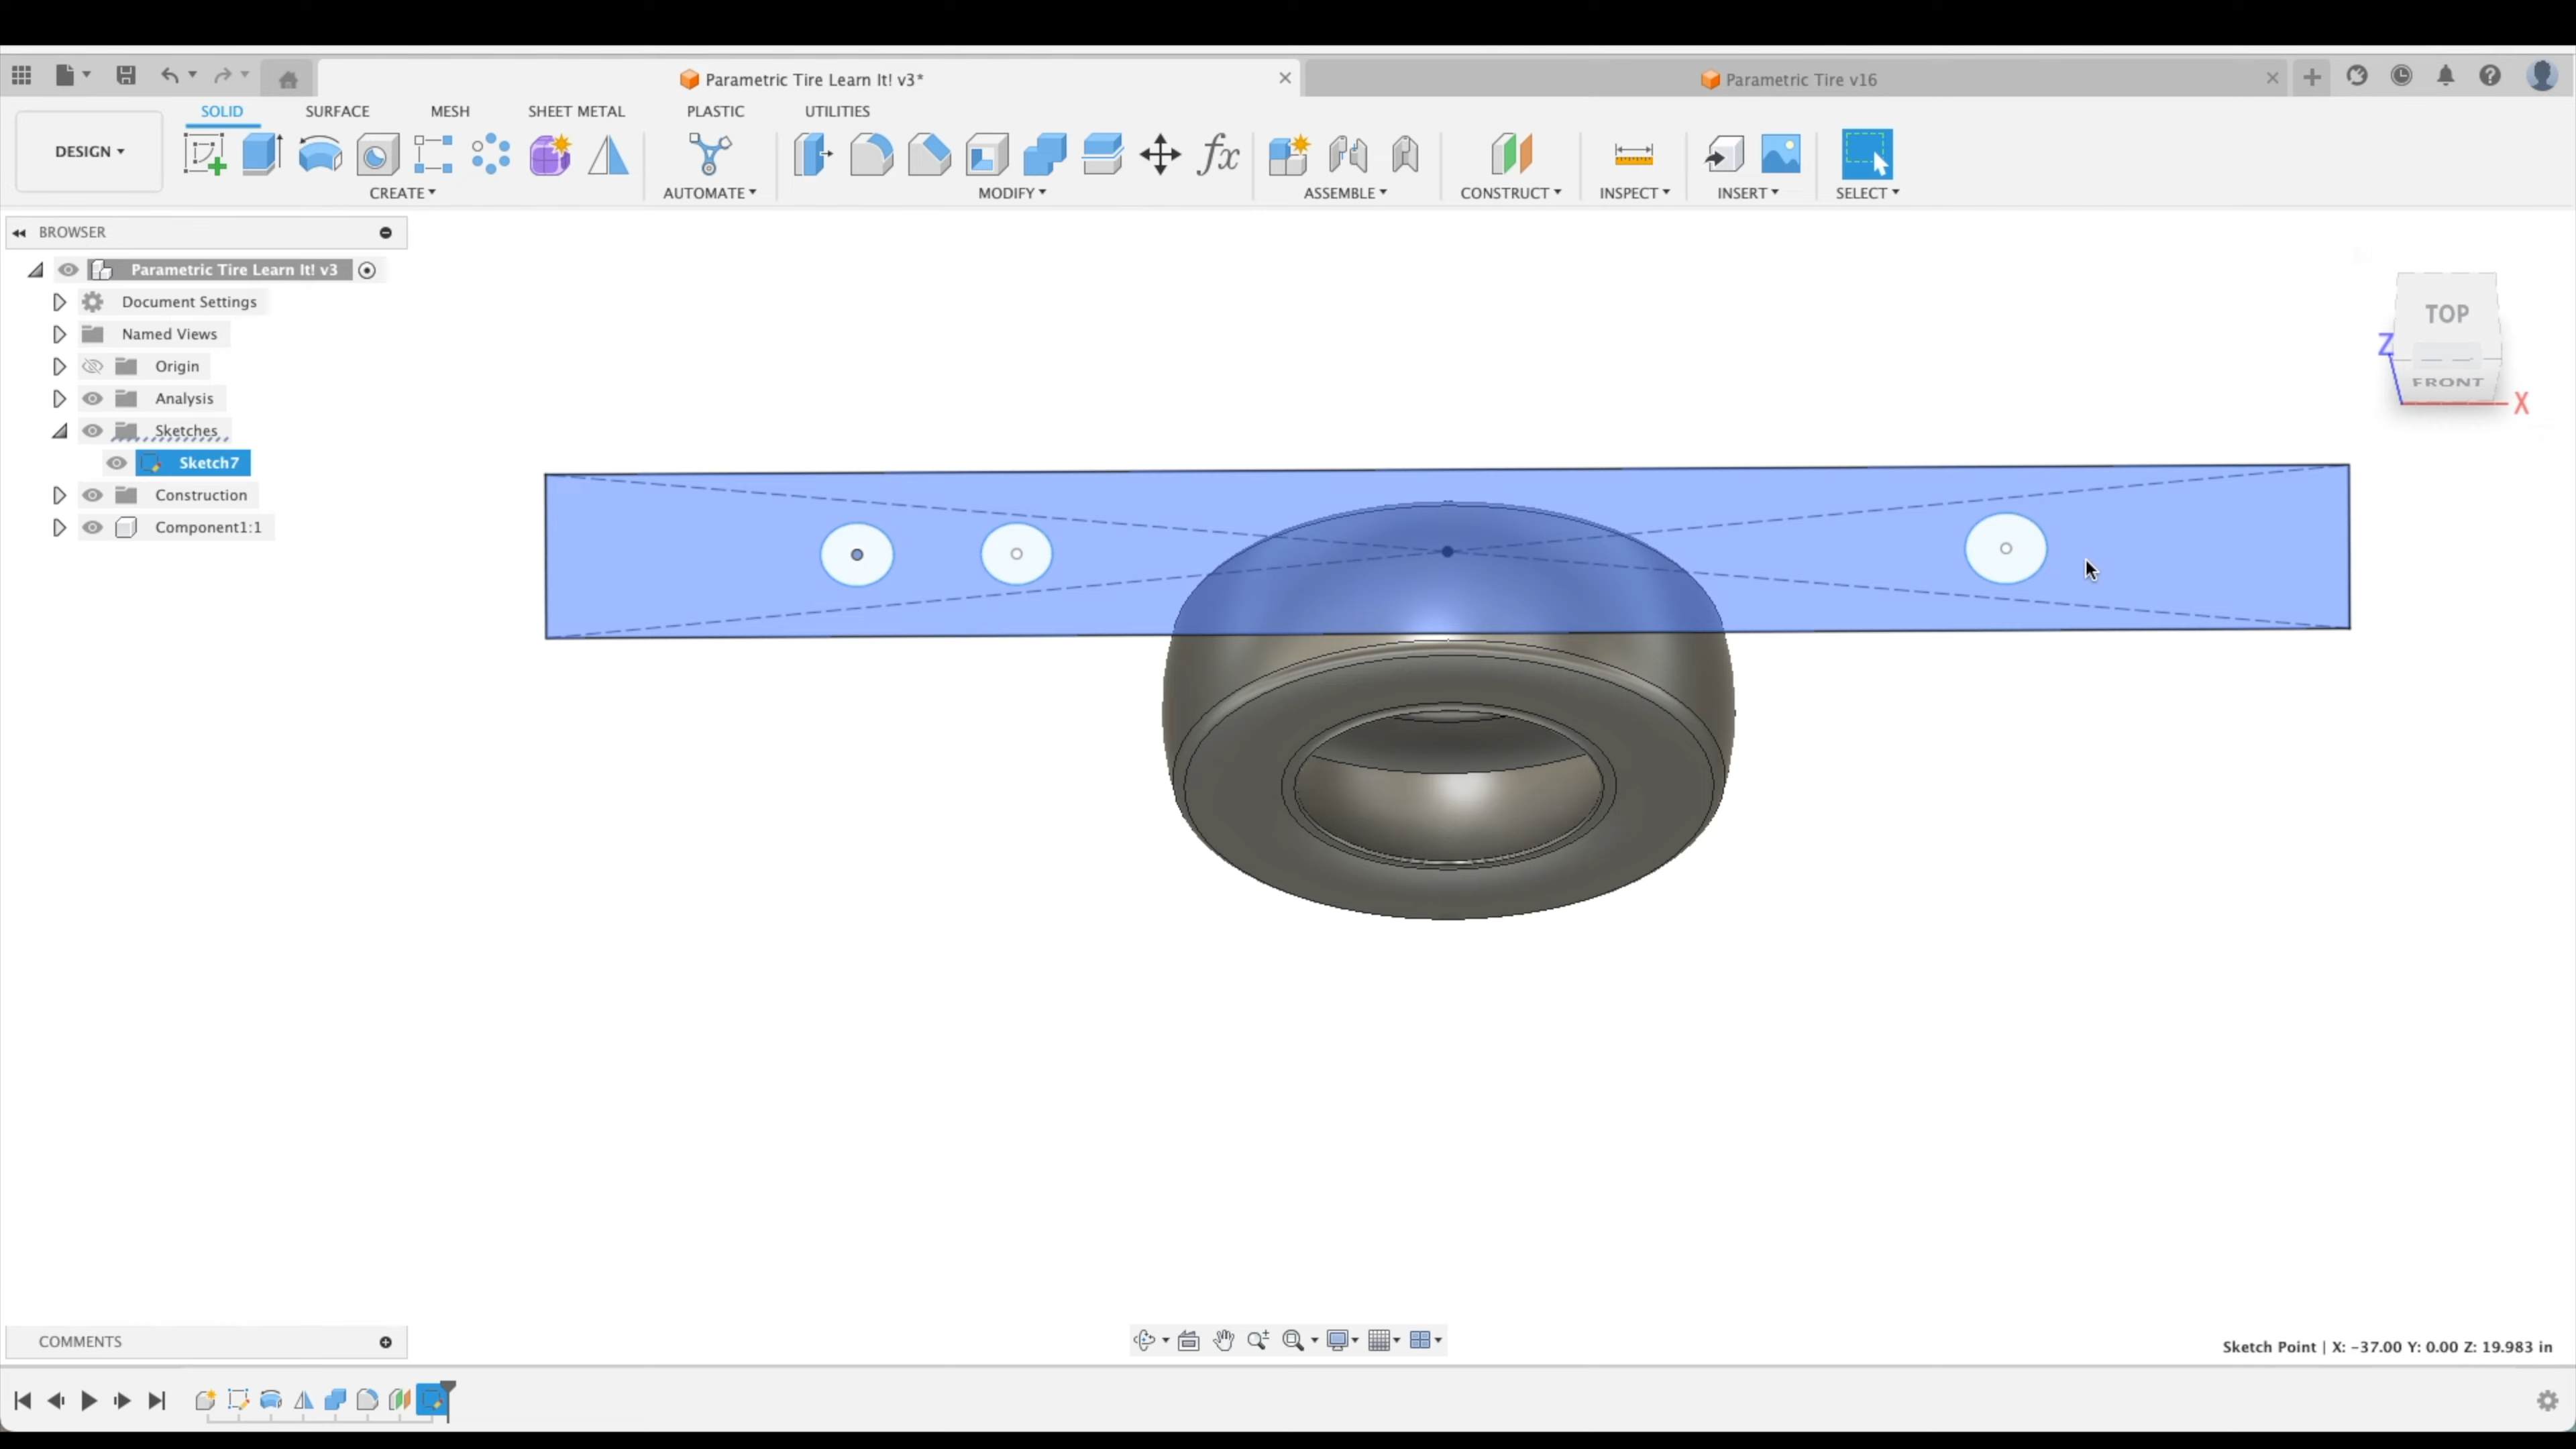 Parametric Tire Learn It! v3*
Parametric Tire v16
SOLID SURFACE MESH SHEET METAL PLASTIC UTILITIES
DESIGN
fx
CREATE AUTOMATE MODIFY ASSEMBLE CONSTRUCT INSPECT INSERT SELECT
BROWSER
Parametric Tire Learn It! v3
Document Settings
Named Views
Origin
Analysis
Sketches
Sketch7
Construction
Component1:1
TOP
Z
FRONT
X
COMMENTS
Sketch Point | X: -37.00 Y: 0.00 Z: 19.983 in